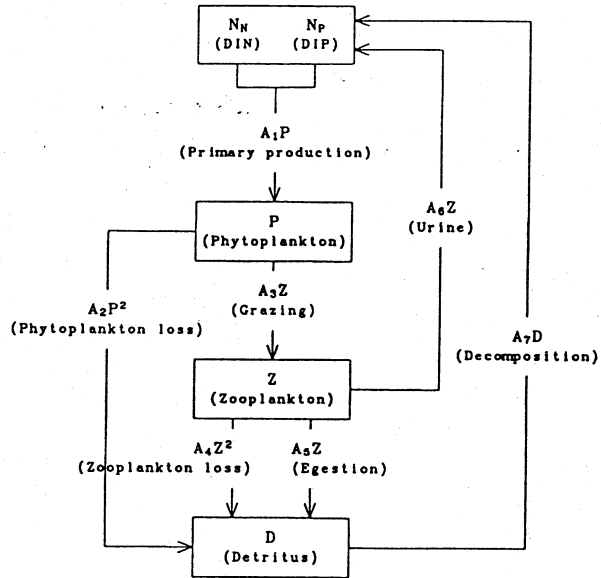 N_N N_P
(DIN) (DIP)
A₁P
(Primary production)
P
(Phytoplankton)
A₆Z
(Urine)
A₂P²
(Phytoplankton loss)
A₃Z
(Grazing)
A₇D
(Decomposition)
Z
(Zooplankton)
A₄Z² A₅Z
(Zooplankton loss) (Egestion)
D
(Detritus)